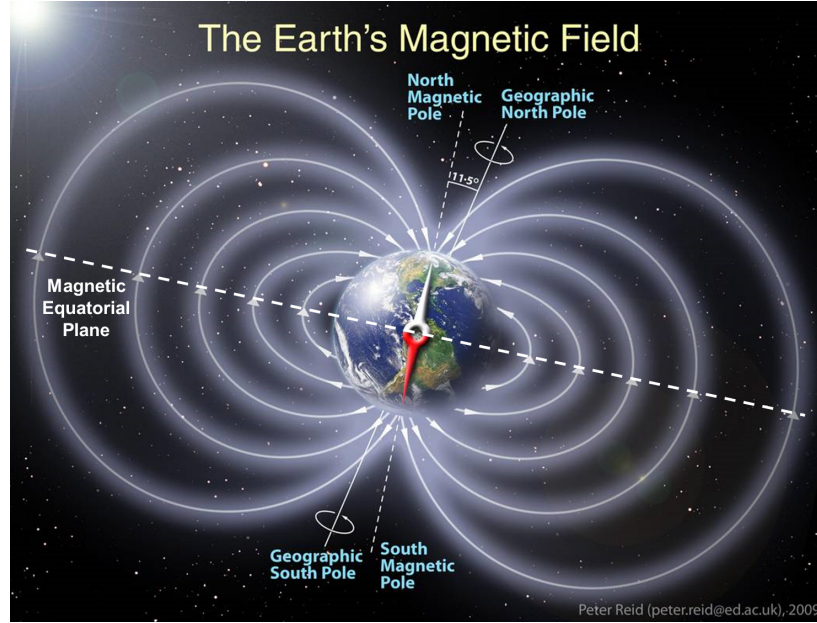 The Earth's Magnetic Field
North
Magnetic
Pole
Geographic
North Pole
11·5º
Magnetic
Equatorial
Plane
Geographic
South Pole
South
Magnetic
Pole
Peter Reid (peter.reid@ed.ac.uk), 2009